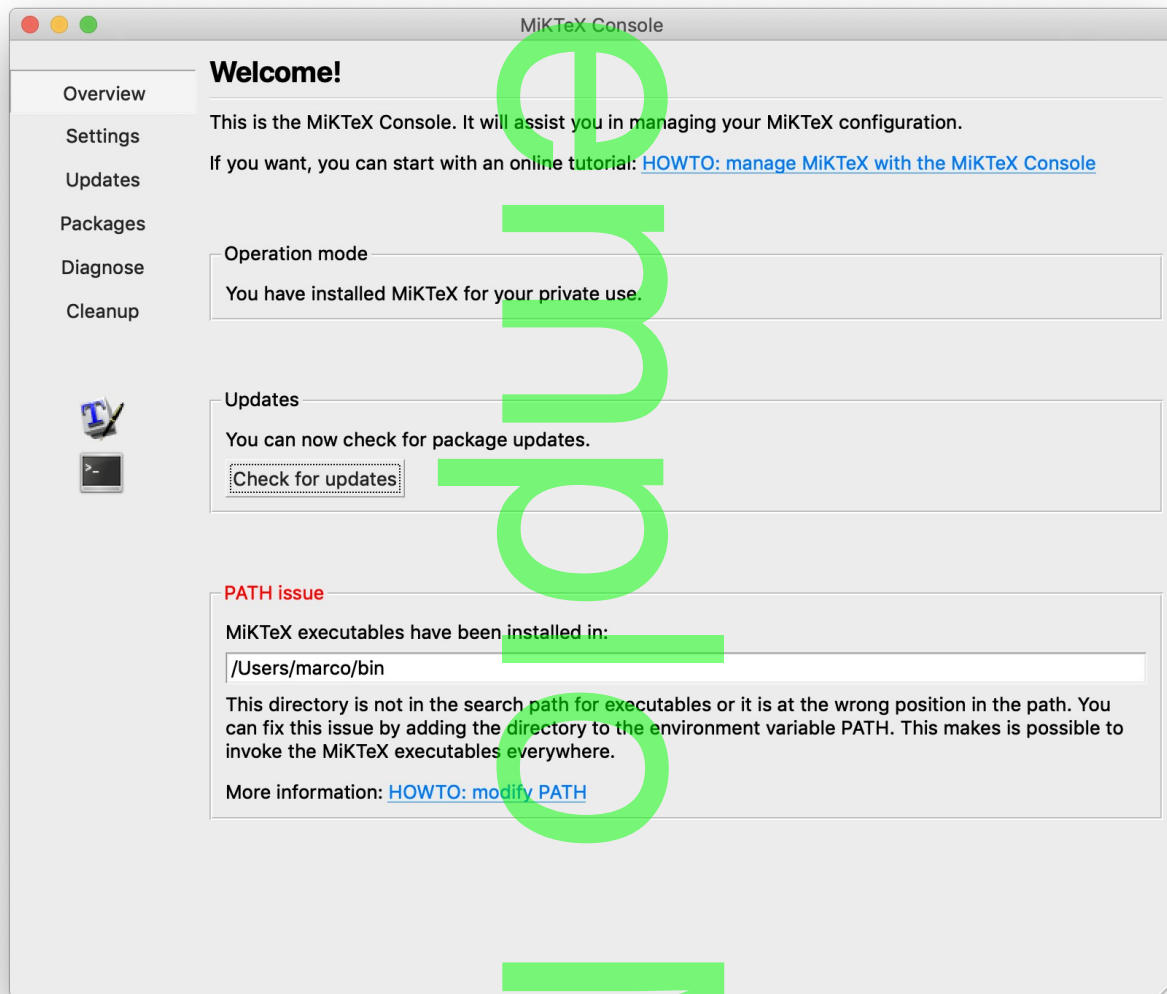 MiKTeX Console
Overview
Settings
Updates
Packages
Diagnose
Cleanup
>_
Welcome!
This is the MiKTeX Console. It will assist you in managing your MiKTeX configuration.
If you want, you can start with an online tutorial: HOWTO: manage MiKTeX with the MiKTeX Console
Operation mode
You have installed MiKTeX for your private use.
Updates
You can now check for package updates.
Check for updates
PATH issue
MiKTeX executables have been installed in:
/Users/marco/bin
This directory is not in the search path for executables or it is at the wrong position in the path. You
can fix this issue by adding the directory to the environment variable PATH. This makes is possible to
invoke the MiKTeX executables everywhere.
More information: HOWTO: modify PATH
emplo